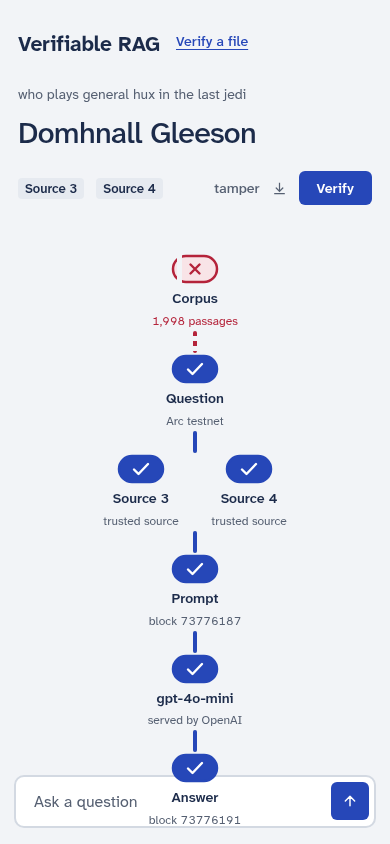 Verifiable RAG Verify a file
who plays general hux in the last jedi
Domhnall Gleeson
Source 3 Source 4 tamper Verify
Corpus
1,998 passages
Question
Arc testnet
Source 3 Source 4
trusted source trusted source
Prompt
block 73776187
gpt-4o-mini
served by OpenAI
Ask a question Answer
block 73776191